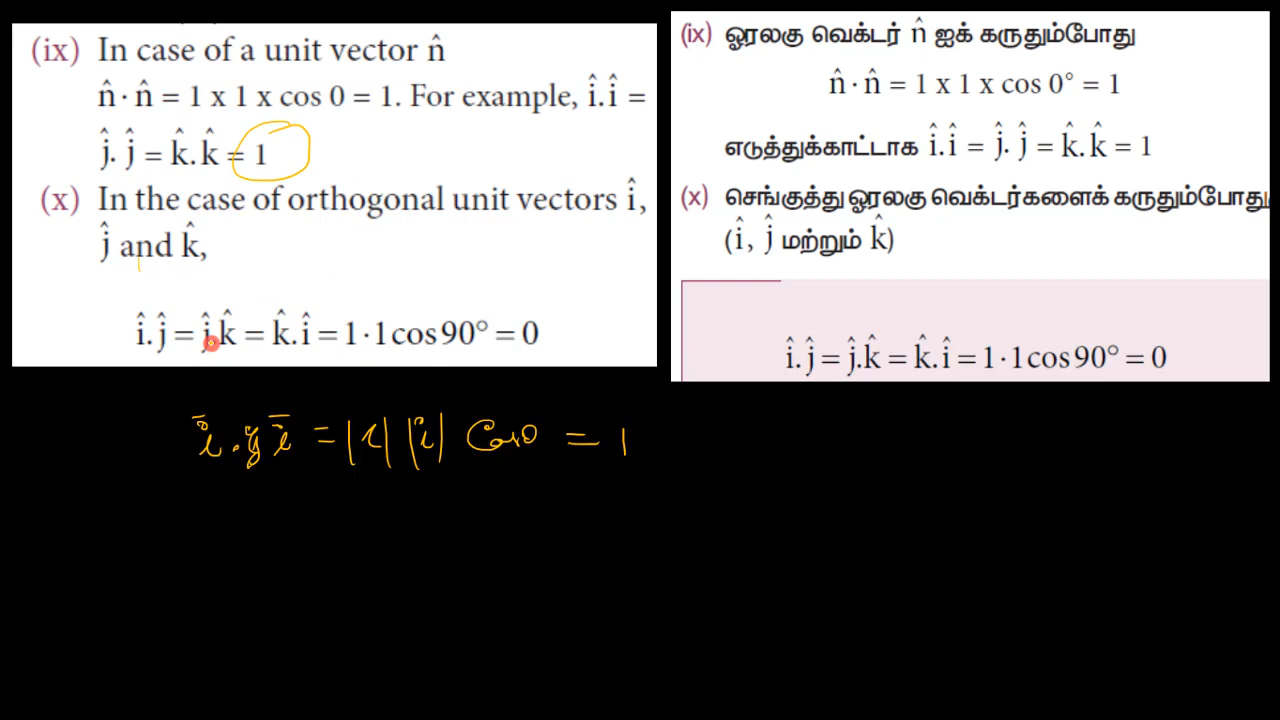 (ix) In case of a unit vector n̂
n̂ · n̂ = 1 x 1 x cos 0 = 1. For example, î.î =
ĵ. ĵ = k̂. k̂ = 1
(x) In the case of orthogonal unit vectors î,
ĵ and k̂,
î. ĵ = ĵ.k̂ = k̂. î = 1 · 1 cos 90° = 0
(ix) ஓரலகு வெக்டர் n̂ ஐக் கருதும்போது
n̂ · n̂ = 1 x 1 x cos 0° = 1
எடுத்துக்காட்டாக î.î = ĵ. ĵ = k̂. k̂ = 1
(x) செங்குத்து ஓரலகு வெக்டர்களைக் கருதும்போது
(î, ĵ மற்றும் k̂)
î. ĵ = ĵ.k̂ = k̂. î = 1 · 1 cos 90° = 0
= |i| |i| Cos0 = 1